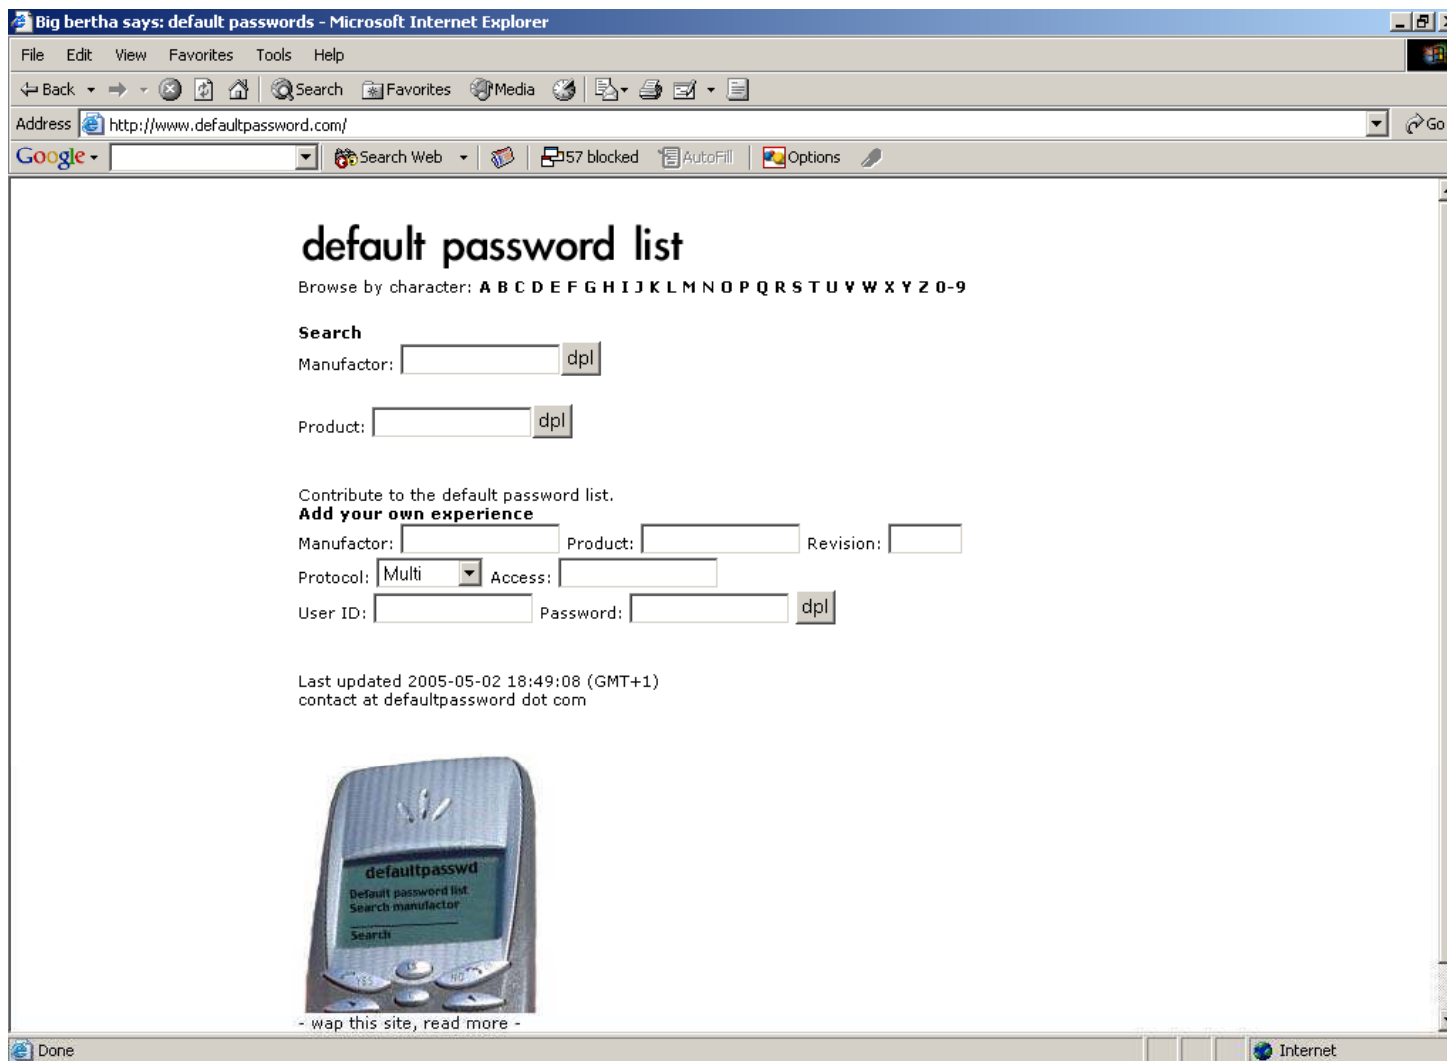 Big bertha says: default passwords - Microsoft Internet Explorer
File Edit View Favorites Tools Help
Back Search Favorites Media
Address http://www.defaultpassword.com/ Go
Google Search Web 57 blocked AutoFill Options
default password list
Browse by character: A B C D E F G H I J K L M N O P Q R S T U V W X Y Z 0-9
Search
Manufactor: dpl
Product: dpl
Contribute to the default password list.
Add your own experience
Manufactor: Product: Revision:
Protocol: Multi Access:
User ID: Password: dpl
Last updated 2005-05-02 18:49:08 (GMT+1)
contact at defaultpassword dot com
defaultpasswd
Default password list
Search manufactor
Search
YES NO
- wap this site, read more -
Done Internet